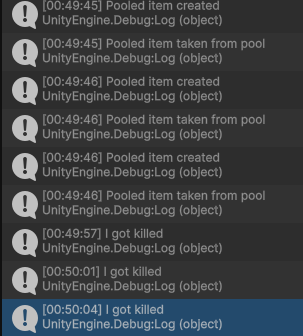 [00:49:45] Pooled item created
UnityEngine.Debug:Log (object)
[00:49:45] Pooled item taken from pool
UnityEngine.Debug:Log (object)
[00:49:46] Pooled item created
UnityEngine.Debug:Log (object)
[00:49:46] Pooled item taken from pool
UnityEngine.Debug:Log (object)
[00:49:46] Pooled item created
UnityEngine.Debug:Log (object)
[00:49:46] Pooled item taken from pool
UnityEngine.Debug:Log (object)
[00:49:57] I got killed
UnityEngine.Debug:Log (object)
[00:50:01] I got killed
UnityEngine.Debug:Log (object)
[00:50:04] I got killed
UnityEngine.Debug:Log (object)